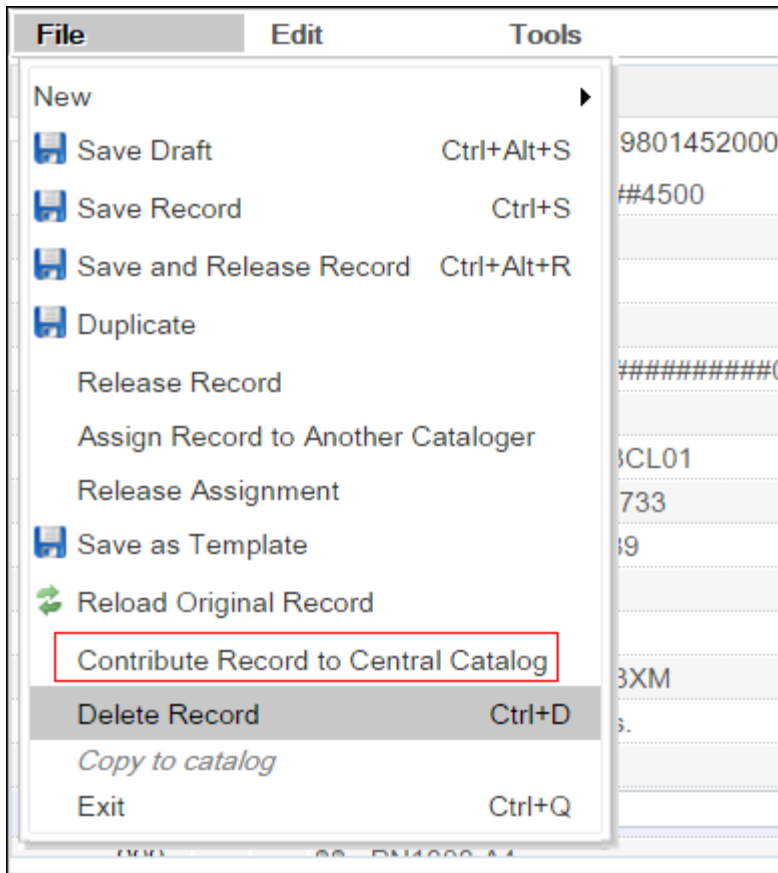 File Edit Tools
New
Save Draft Ctrl+Alt+S 9801452000
Save Record Ctrl+S ##4500
Save and Release Record Ctrl+Alt+R
Duplicate
Release Record ##########0
Assign Record to Another Cataloger
Release Assignment 733
Save as Template
Reload Original Record
Contribute Record to Central Catalog
Delete Record Ctrl+D
Copy to catalog
Exit Ctrl+Q